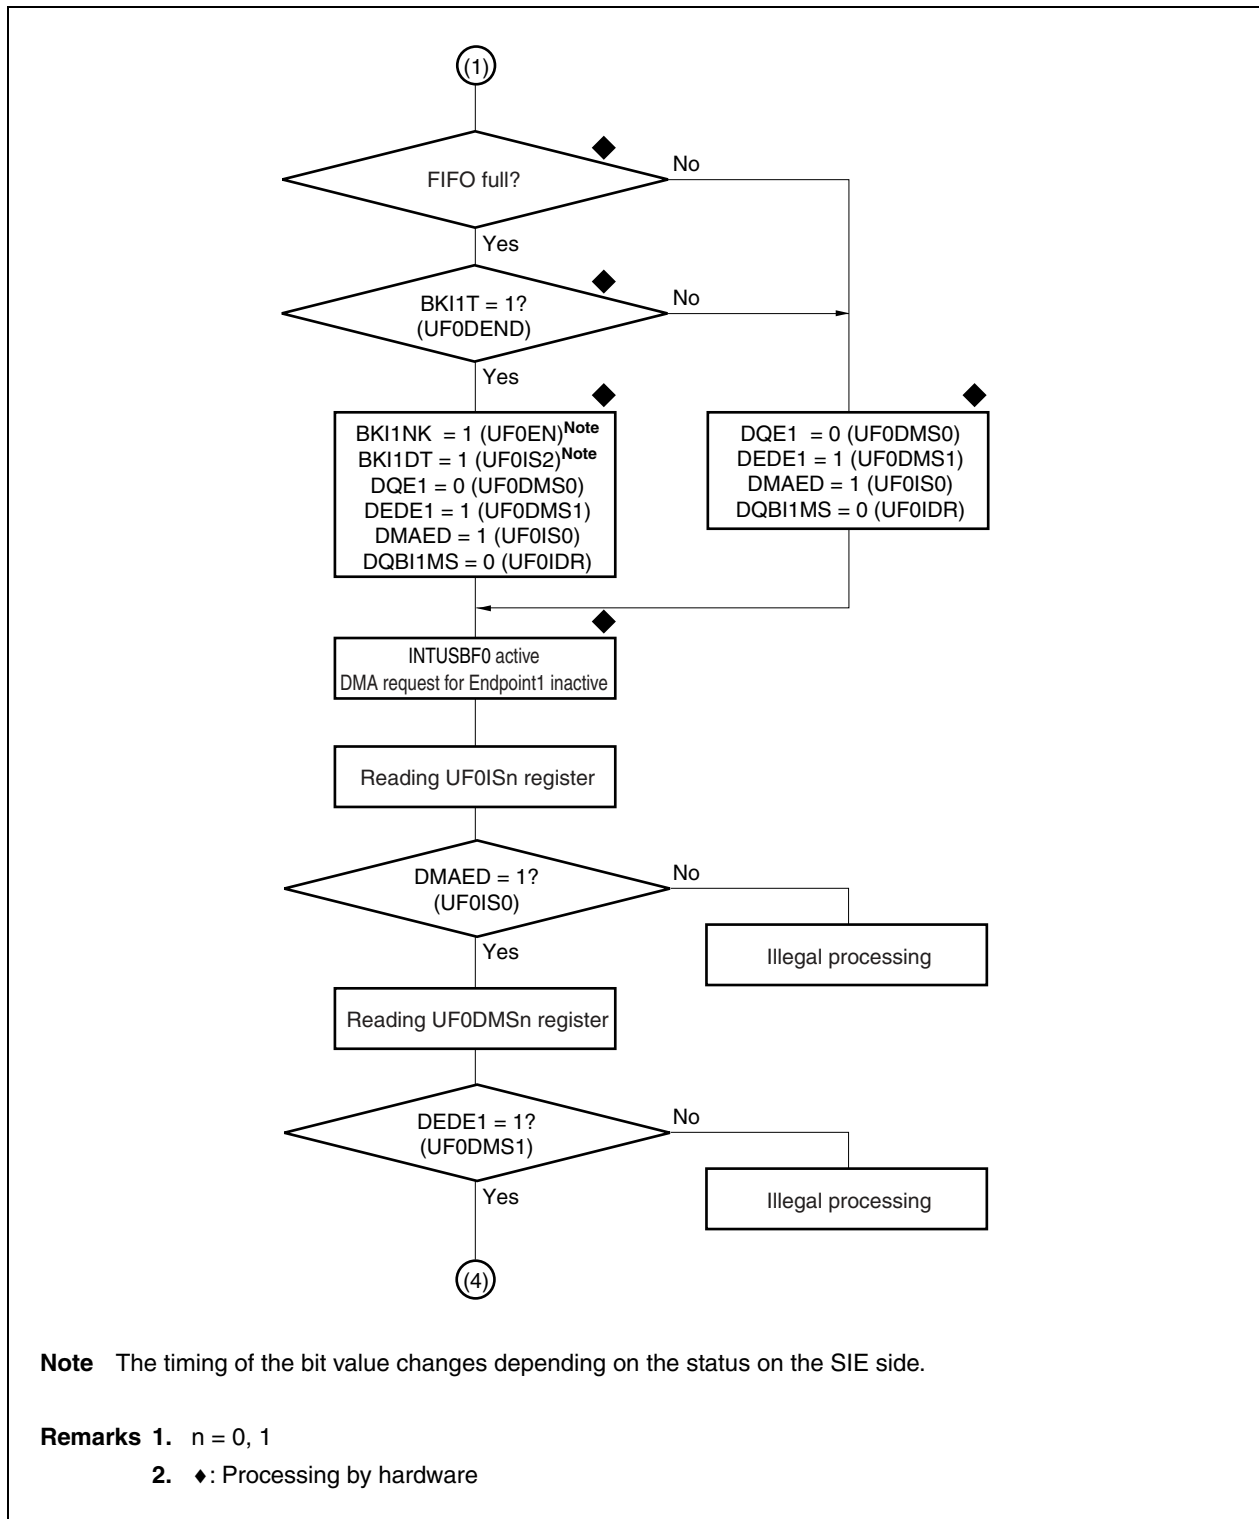 (1)
FIFO full?
No
Yes
BKI1T = 1?
(UF0DEND)
No
Yes
BKI1NK = 1 (UF0EN)Note
BKI1DT = 1 (UF0IS2)Note
DQE1 = 0 (UF0DMS0)
DEDE1 = 1 (UF0DMS1)
DMAED = 1 (UF0IS0)
DQBI1MS = 0 (UF0IDR)
DQE1 = 0 (UF0DMS0)
DEDE1 = 1 (UF0DMS1)
DMAED = 1 (UF0IS0)
DQBI1MS = 0 (UF0IDR)
INTUSBF0 active
DMA request for Endpoint1 inactive
Reading UF0ISn register
DMAED = 1?
(UF0IS0)
No
Illegal processing
Yes
Reading UF0DMSn register
DEDE1 = 1?
(UF0DMS1)
No
Illegal processing
Yes
(4)
Note The timing of the bit value changes depending on the status on the SIE side.
Remarks 1. n = 0, 1
2. ♦: Processing by hardware